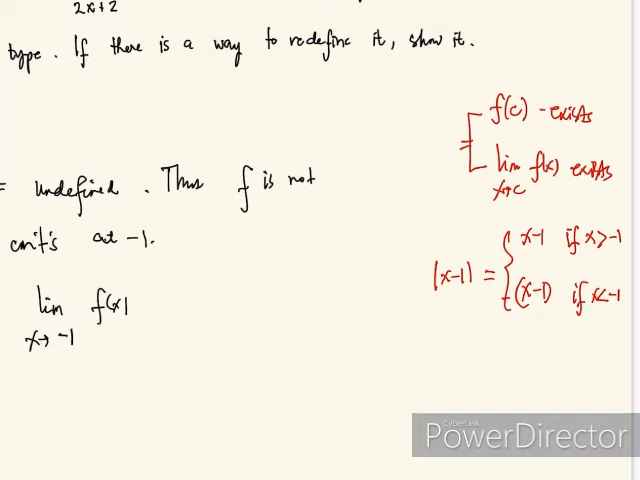 2x+2
type. If there is a way to redefine it, show it.
= undefined. Thus f is not
cont's at -1.
lim f(x)
x→ -1
f(c) - exists
= lim f(x) exists
x→c
|x-1| = { x-1 if x>-1
-(x-1) if x<-1
CyberLink
PowerDirector